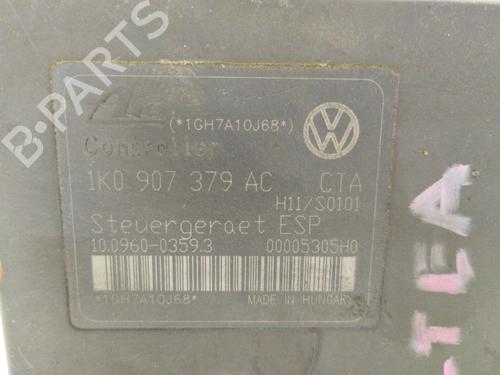 B-PARTS
ATE (*1GH7A10J68*)
Controller
1K0 907 379 AC CTA
H11/S0101
Steuergeraet ESP
10.0960-0359.3 00005305H0
*1GH7A10J68* MADE IN HUNGARY